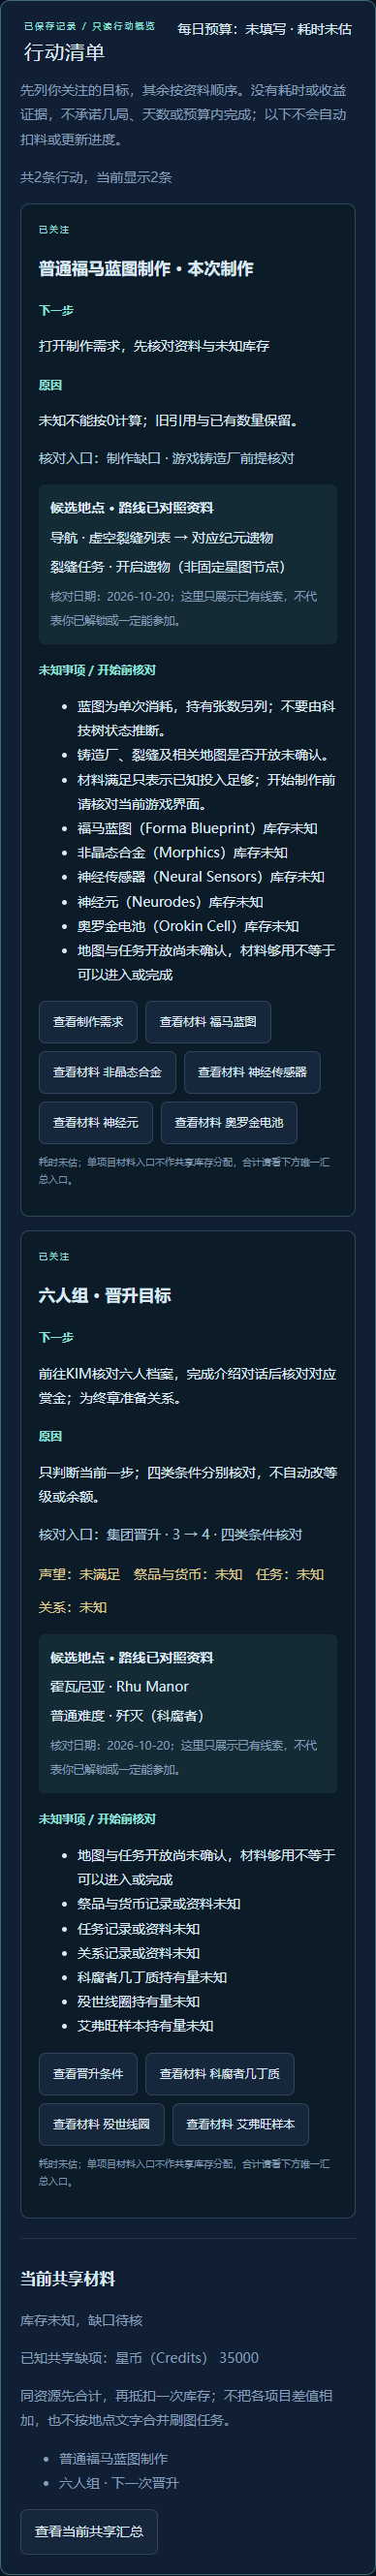 已保存记录 / 只读行动概览
每日预算：未填写 · 耗时未估
行动清单
先列你关注的目标，其余按资料顺序。没有耗时或收益
证据，不承诺几局、天数或预算内完成；以下不会自动
扣料或更新进度。
共2条行动，当前显示2条
已关注
普通福马蓝图制作 · 本次制作
下一步
打开制作需求，先核对资料与未知库存
原因
未知不能按0计算；旧引用与已有数量保留。
核对入口：制作缺口 · 游戏铸造厂前提核对
候选地点 · 路线已对照资料
导航 · 虚空裂缝列表 → 对应纪元遗物
裂缝任务 · 开启遗物（非固定星图节点）
核对日期：2026-10-20；这里只展示已有线索，不代
表你已解锁或一定能参加。
未知事项 / 开始前核对
• 蓝图为单次消耗，持有张数另列；不要由科
技树状态推断。
• 铸造厂、裂缝及相关地图是否开放未确认。
• 材料满足只表示已知投入足够；开始制作前
请核对当前游戏界面。
• 福马蓝图（Forma Blueprint）库存未知
• 非晶态合金（Morphics）库存未知
• 神经传感器（Neural Sensors）库存未知
• 神经元（Neurodes）库存未知
• 奥罗金电池（Orokin Cell）库存未知
• 地图与任务开放尚未确认，材料够用不等于
可以进入或完成
查看制作需求
查看材料 福马蓝图
查看材料 非晶态合金
查看材料 神经传感器
查看材料 神经元
查看材料 奥罗金电池
耗时未估；单项目材料入口不作共享库存分配，合计请看下方唯一汇
总入口。
已关注
六人组 · 晋升目标
下一步
前往KIM核对六人档案，完成介绍对话后核对对应
赏金；为终章准备关系。
原因
只判断当前一步；四类条件分别核对，不自动改等
级或余额。
核对入口：集团晋升 · 3 → 4 · 四类条件核对
声望：未满足 祭品与货币：未知 任务：未知
关系：未知
候选地点 · 路线已对照资料
霍瓦尼亚 · Rhu Manor
普通难度 · 歼灭（科腐者）
核对日期：2026-10-20；这里只展示已有线索，不代
表你已解锁或一定能参加。
未知事项 / 开始前核对
• 地图与任务开放尚未确认，材料够用不等于
可以进入或完成
• 祭品与货币记录或资料未知
• 任务记录或资料未知
• 关系记录或资料未知
• 科腐者几丁质持有量未知
• 殁世线圈持有量未知
• 艾弗旺样本持有量未知
查看晋升条件
查看材料 科腐者几丁质
查看材料 殁世线圈
查看材料 艾弗旺样本
耗时未估；单项目材料入口不作共享库存分配，合计请看下方唯一汇
总入口。
当前共享材料
库存未知，缺口待核
已知共享缺项：星币（Credits） 35000
同资源先合计，再抵扣一次库存；不把各项目差值相
加，也不按地点文字合并刷图任务。
• 普通福马蓝图制作
• 六人组 · 下一次晋升
查看当前共享汇总